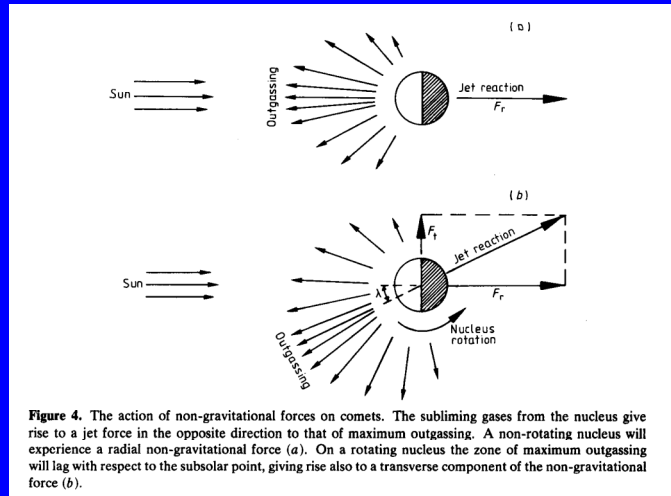 (a)
Sun
Outgassing
Jet reaction
Fr
(b)
Ft
Jet reaction
Sun
λ
Fr
Nucleus
rotation
Outgassing
Figure 4. The action of non-gravitational forces on comets. The subliming gases from the nucleus give
rise to a jet force in the opposite direction to that of maximum outgassing. A non-rotating nucleus will
experience a radial non-gravitational force (a). On a rotating nucleus the zone of maximum outgassing
will lag with respect to the subsolar point, giving rise also to a transverse component of the non-gravitational
force (b).